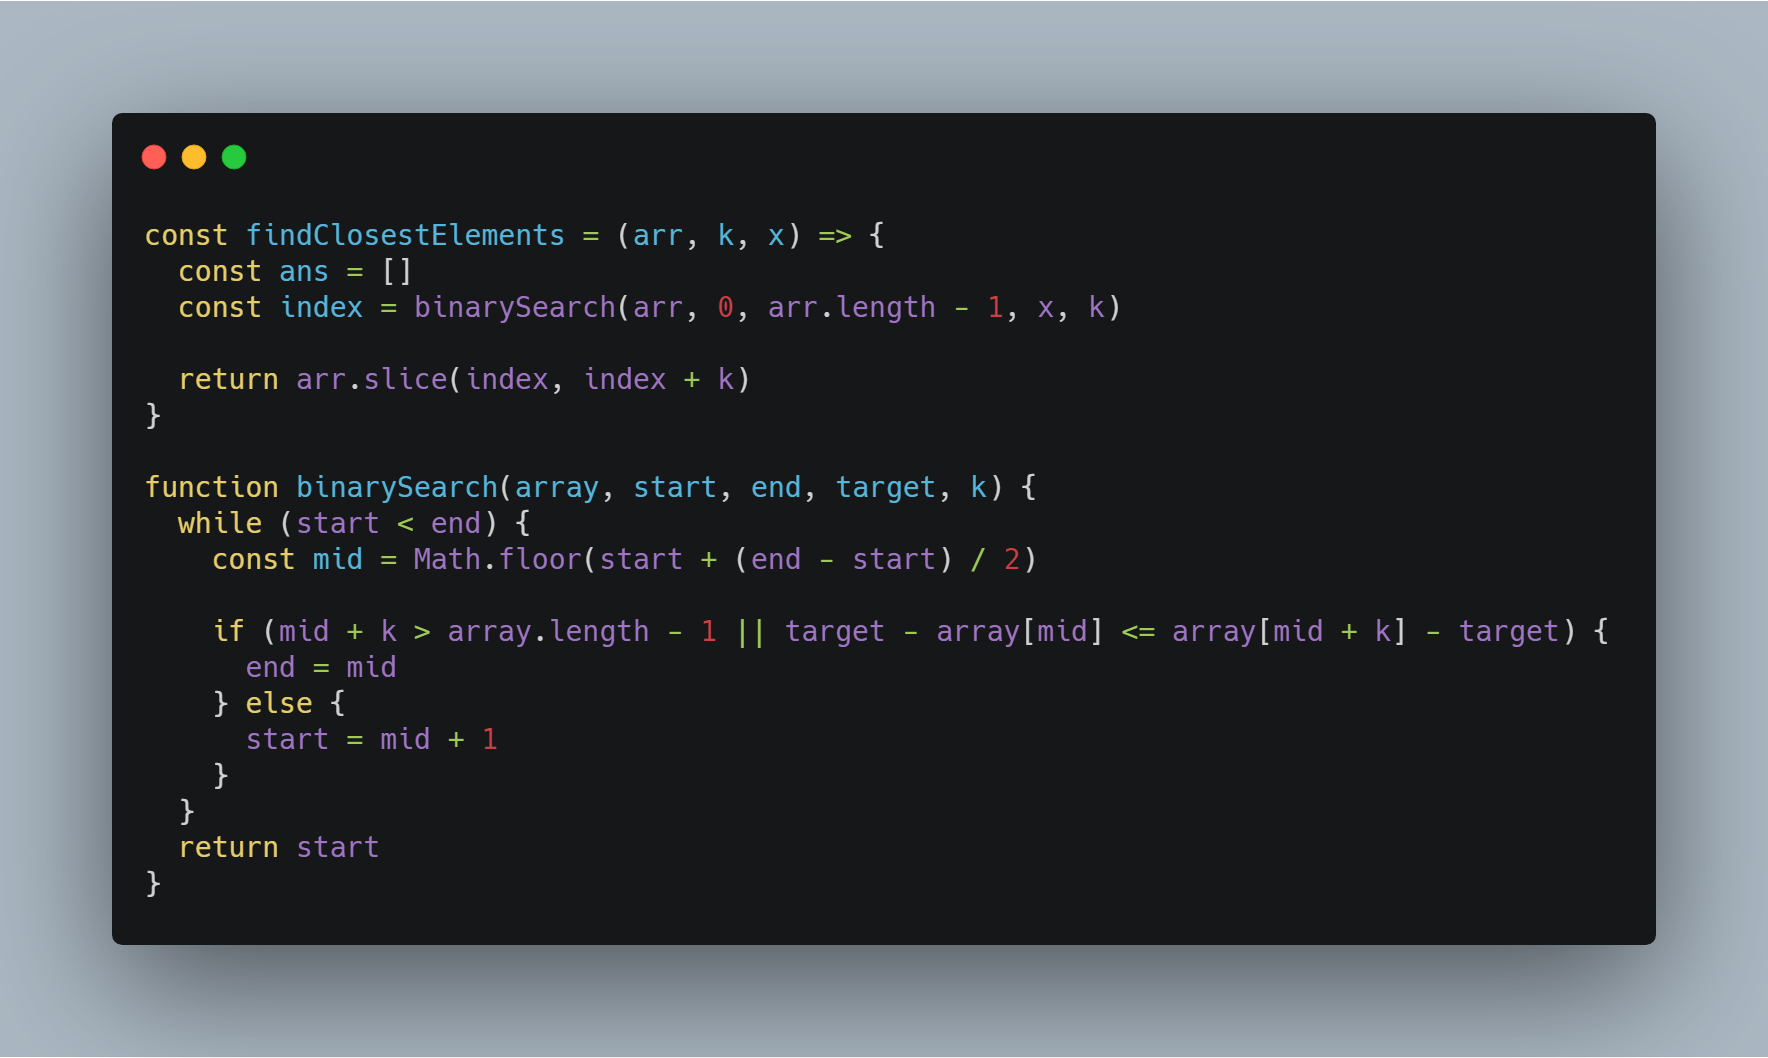 const findClosestElements = (arr, k, x) => {
  const ans = []
  const index = binarySearch(arr, 0, arr.length - 1, x, k)

  return arr.slice(index, index + k)
}

function binarySearch(array, start, end, target, k) {
  while (start < end) {
    const mid = Math.floor(start + (end - start) / 2)

    if (mid + k > array.length - 1 || target - array[mid] <= array[mid + k] - target) {
      end = mid
    } else {
      start = mid + 1
    }
  }
  return start
}